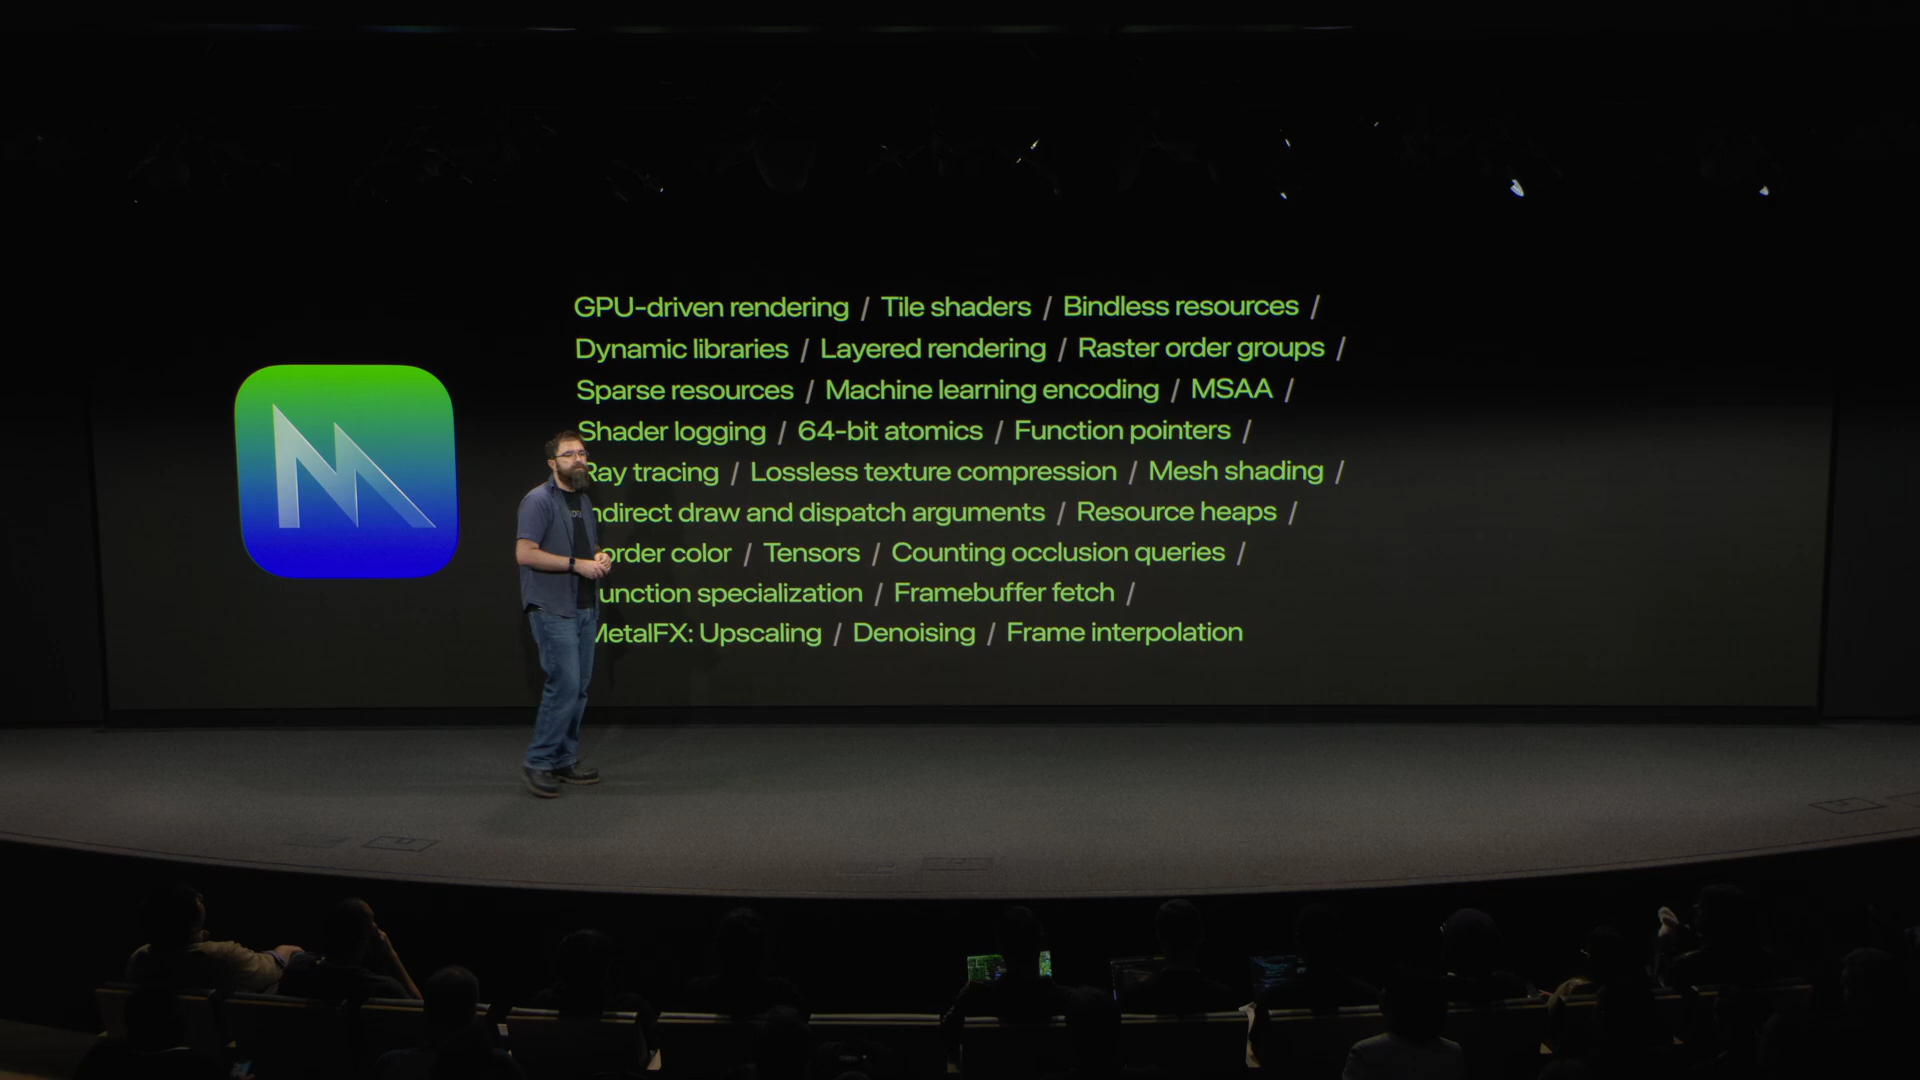 GPU-driven rendering / Tile shaders / Bindless resources /
Dynamic libraries / Layered rendering / Raster order groups /
Sparse resources / Machine learning encoding / MSAA /
Shader logging / 64-bit atomics / Function pointers /
Ray tracing / Lossless texture compression / Mesh shading /
ndirect draw and dispatch arguments / Resource heaps /
order color / Tensors / Counting occlusion queries /
unction specialization / Framebuffer fetch /
MetalFX: Upscaling / Denoising / Frame interpolation